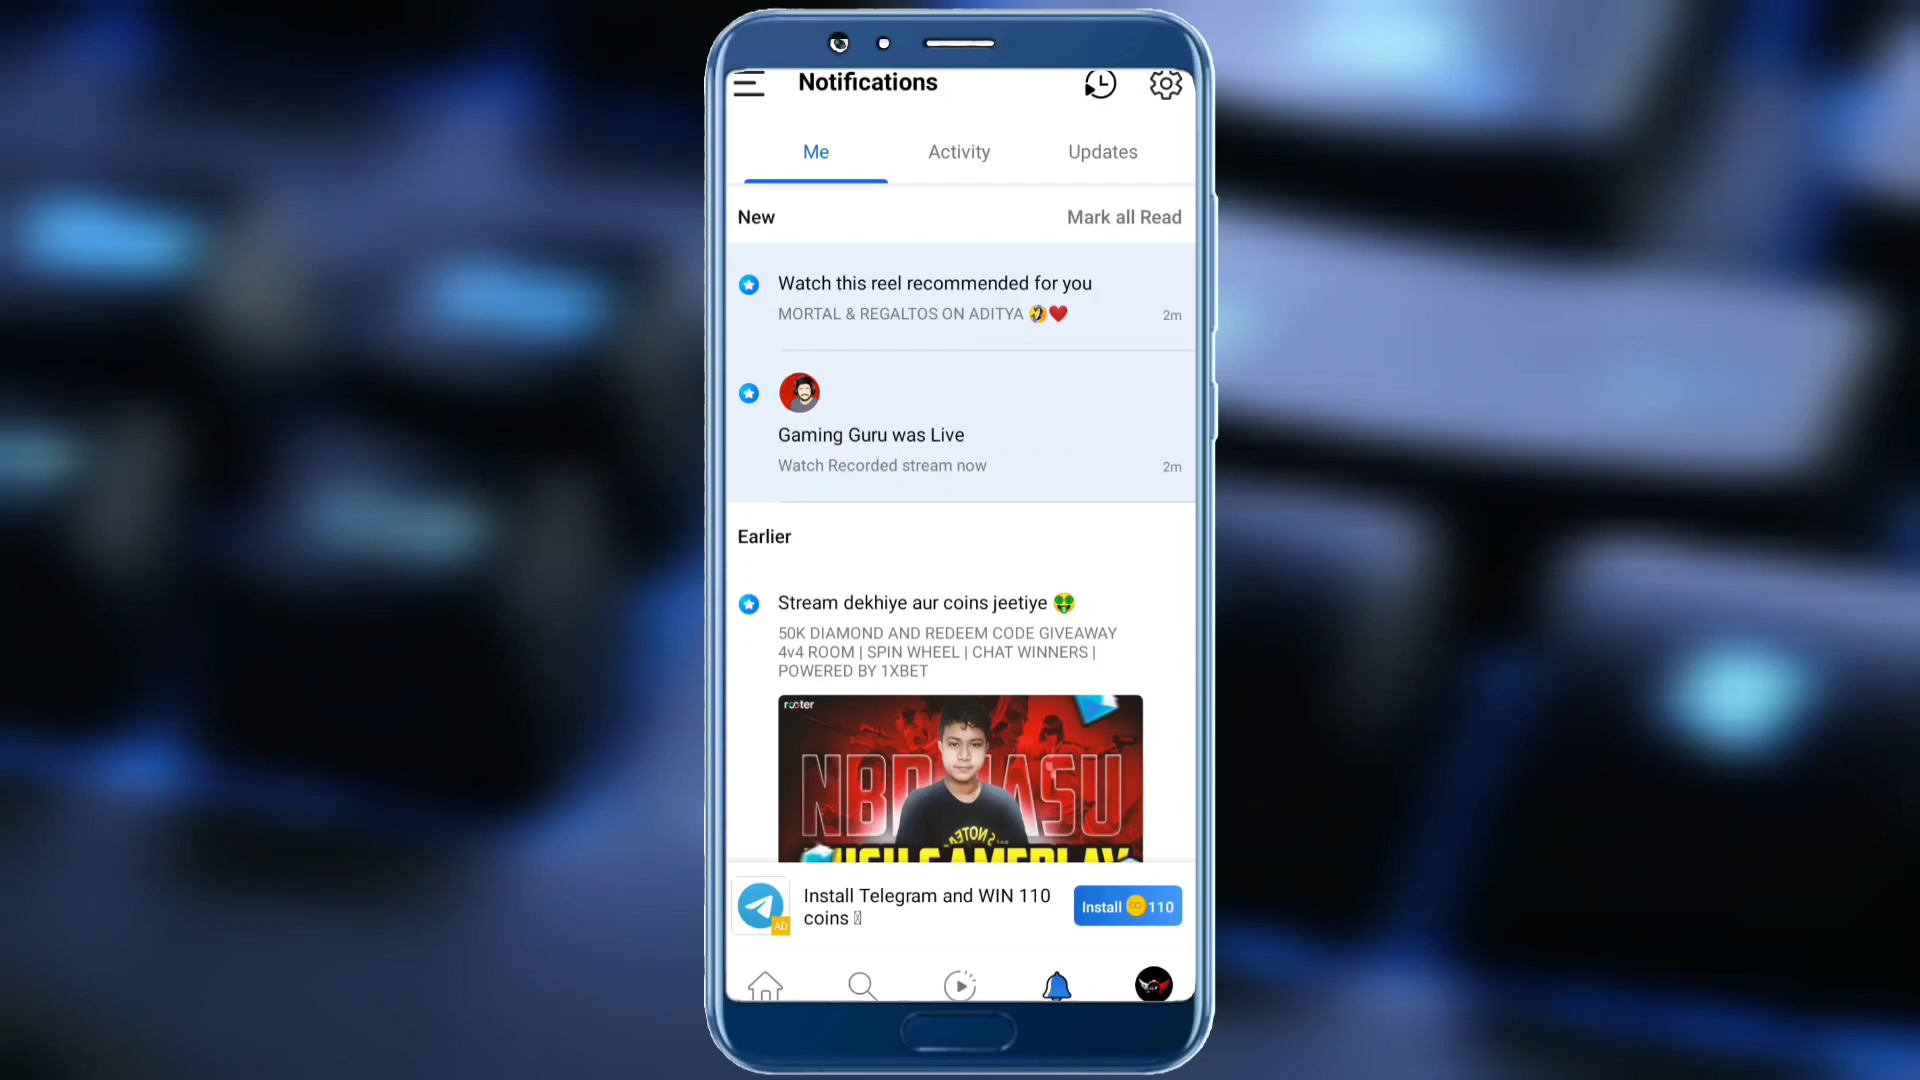 Notifications
Me
Activity
Updates
New
Mark all Read
Watch this reel recommended for you
MORTAL & REGALTOS ON ADITYA 🤣❤️
2m
Gaming Guru was Live
Watch Recorded stream now
2m
Earlier
Stream dekhiye aur coins jeetiye 🤑
50K DIAMOND AND REDEEM CODE GIVEAWAY
4v4 ROOM | SPIN WHEEL | CHAT WINNERS |
POWERED BY 1XBET
rooter
GAMEPLAY
Install Telegram and WIN 110
coins
AD
Install 110